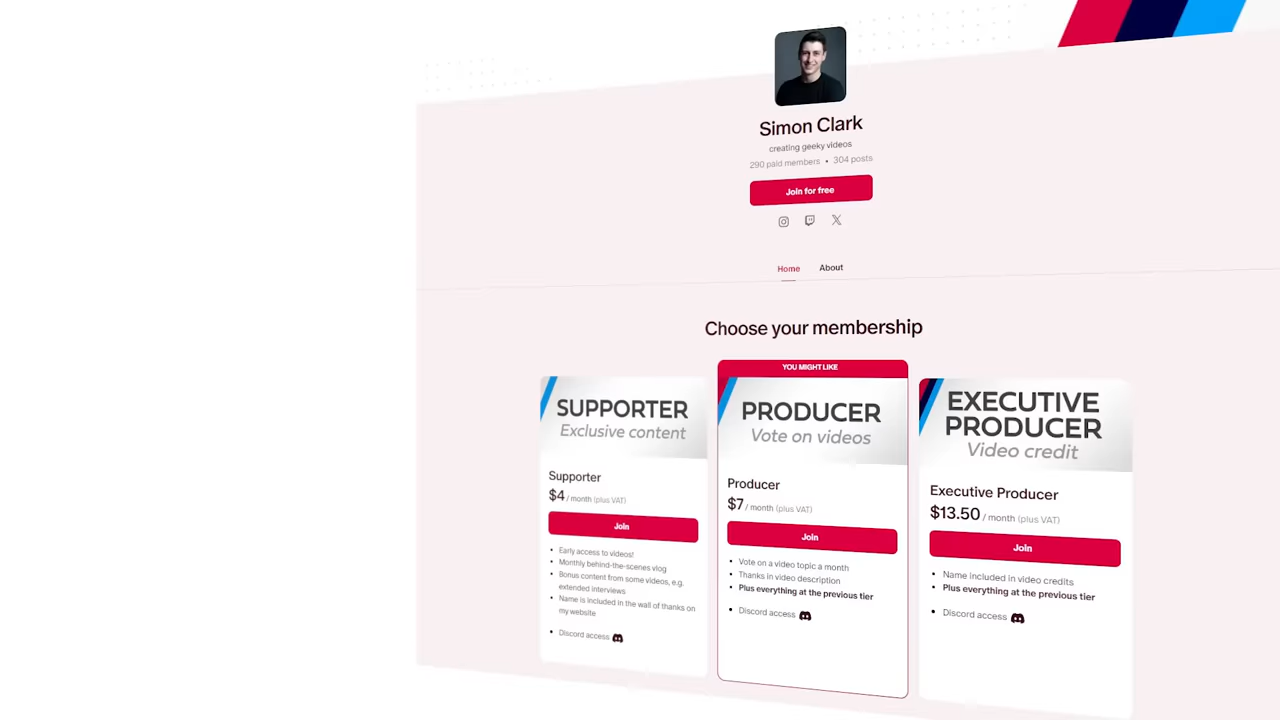 Simon Clark
creating geeky videos
290 paid members • 304 posts
Join for free
Home
About
Choose your membership
SUPPORTER
Exclusive content
Supporter
$4 / month (plus VAT)
Join
• Early access to videos!
• Monthly behind-the-scenes vlog
• Bonus content from some videos, e.g.
extended interviews
• Name is included in the wall of thanks on
my website
• Discord access
YOU MIGHT LIKE
PRODUCER
Vote on videos
Producer
$7 / month (plus VAT)
Join
• Vote on a video topic a month
• Thanks in video description
• Plus everything at the previous tier
• Discord access
EXECUTIVE
PRODUCER
Video credit
Executive Producer
$13.50 / month (plus VAT)
Join
• Name included in video credits
• Plus everything at the previous tier
• Discord access